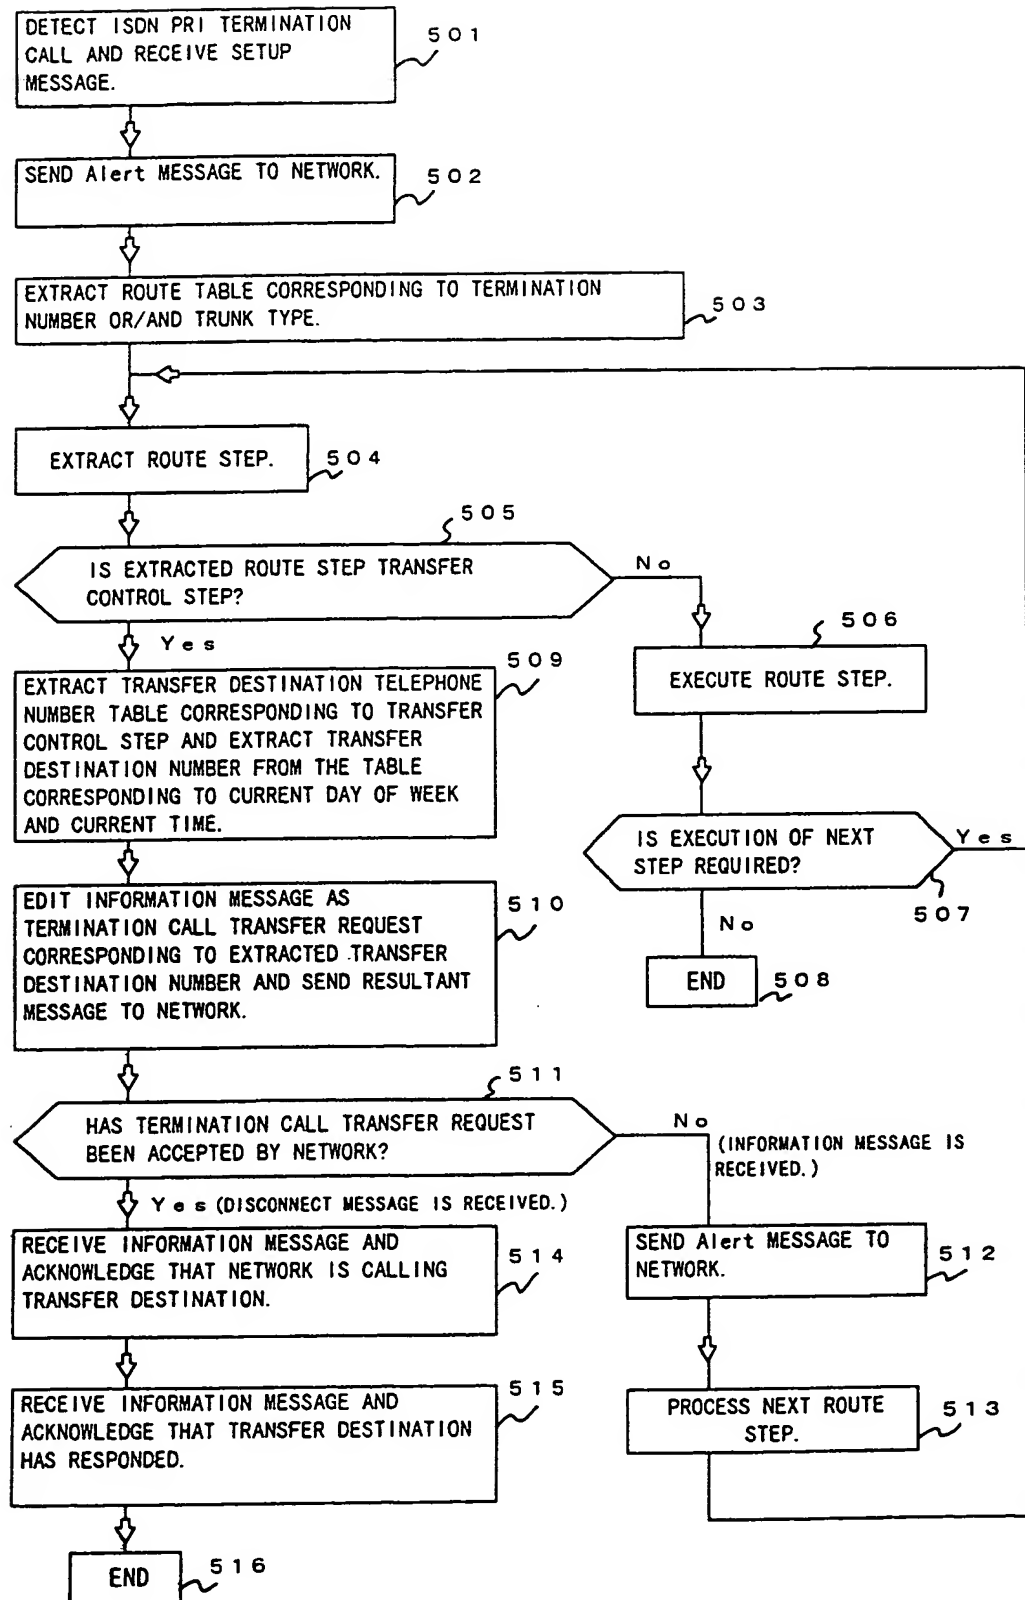 DETECT ISDN PRI TERMINATION
CALL AND RECEIVE SETUP
MESSAGE.
501
SEND Alert MESSAGE TO NETWORK.
502
EXTRACT ROUTE TABLE CORRESPONDING TO TERMINATION
NUMBER OR/AND TRUNK TYPE.
503
EXTRACT ROUTE STEP.
504
505
IS EXTRACTED ROUTE STEP TRANSFER
CONTROL STEP?
No
Yes
506
EXECUTE ROUTE STEP.
IS EXECUTION OF NEXT
STEP REQUIRED?
Yes
507
No
END
508
509
EXTRACT TRANSFER DESTINATION TELEPHONE
NUMBER TABLE CORRESPONDING TO TRANSFER
CONTROL STEP AND EXTRACT TRANSFER
DESTINATION NUMBER FROM THE TABLE
CORRESPONDING TO CURRENT DAY OF WEEK
AND CURRENT TIME.
EDIT INFORMATION MESSAGE AS
TERMINATION CALL TRANSFER REQUEST
CORRESPONDING TO EXTRACTED TRANSFER
DESTINATION NUMBER AND SEND RESULTANT
MESSAGE TO NETWORK.
510
511
HAS TERMINATION CALL TRANSFER REQUEST
BEEN ACCEPTED BY NETWORK?
No
(INFORMATION MESSAGE IS
RECEIVED.)
Yes (DISCONNECT MESSAGE IS RECEIVED.)
SEND Alert MESSAGE TO
NETWORK.
512
PROCESS NEXT ROUTE
STEP.
513
RECEIVE INFORMATION MESSAGE AND
ACKNOWLEDGE THAT NETWORK IS CALLING
TRANSFER DESTINATION.
514
RECEIVE INFORMATION MESSAGE AND
ACKNOWLEDGE THAT TRANSFER DESTINATION
HAS RESPONDED.
515
END
516